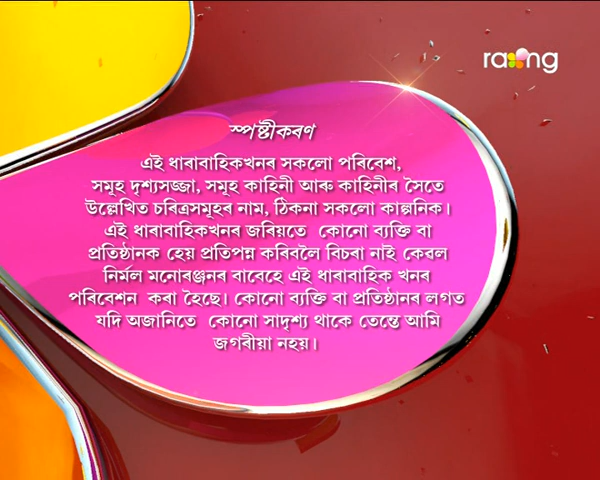 raang
স্পষ্টীকৰণ
এই ধাৰাবাহিকখনৰ সকলো পৰিবেশ,
সমূহ দৃশ্যসজ্জা, সমূহ কাহিনী আৰু কাহিনীৰ সৈতে
উল্লেখিত চৰিত্ৰসমূহৰ নাম, ঠিকনা সকলো কাল্পনিক।
এই ধাৰাবাহিকখনৰ জৰিয়তে কোনো ব্যক্তি বা
প্ৰতিষ্ঠানক হেয় প্ৰতিপন্ন কৰিবলৈ বিচৰা নাই কেৱল
নিৰ্মল মনোৰঞ্জনৰ বাবেহে এই ধাৰাবাহিক খনৰ
পৰিবেশন কৰা হৈছে। কোনো ব্যক্তি বা প্ৰতিষ্ঠানৰ লগত
যদি অজানিতে কোনো সাদৃশ্য থাকে তেন্তে আমি
জগৰীয়া নহয়।